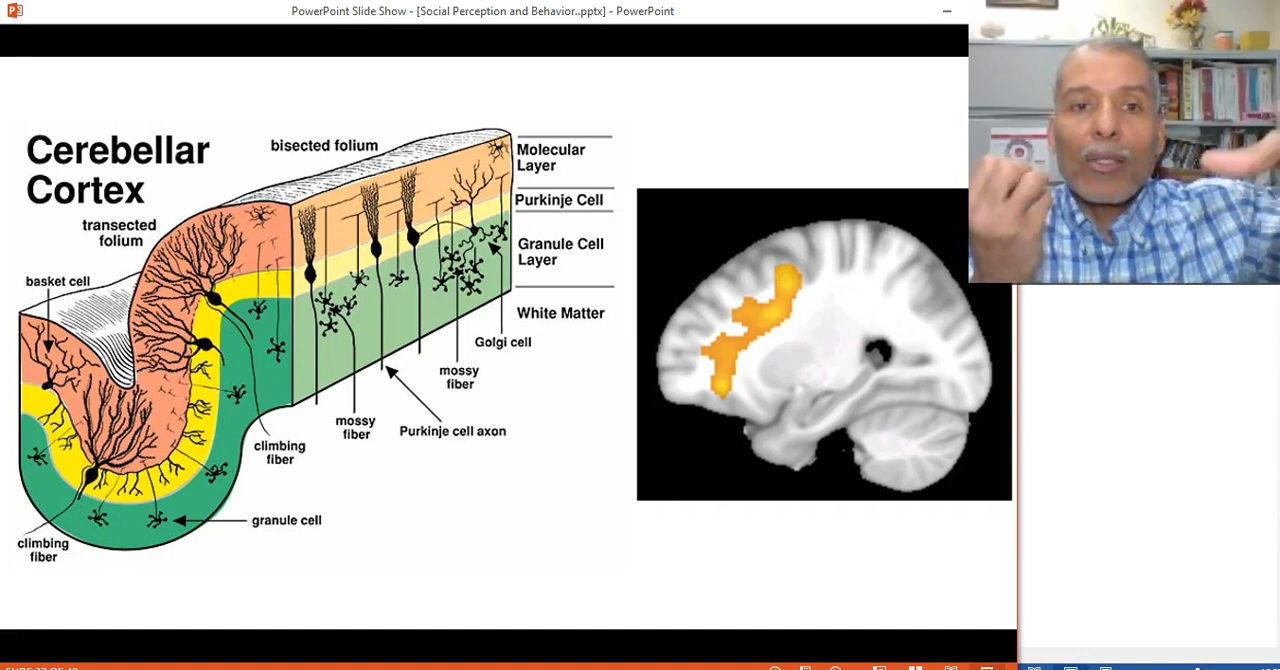 PowerPoint Slide Show - [Social Perception and Behavior..pptx] - PowerPoint
Cerebellar
Cortex
bisected folium
transected
folium
basket cell
Molecular
Layer
Purkinje Cell
Granule Cell
Layer
White Matter
Golgi cell
mossy
fiber
mossy
fiber
Purkinje cell axon
climbing
fiber
granule cell
climbing
fiber